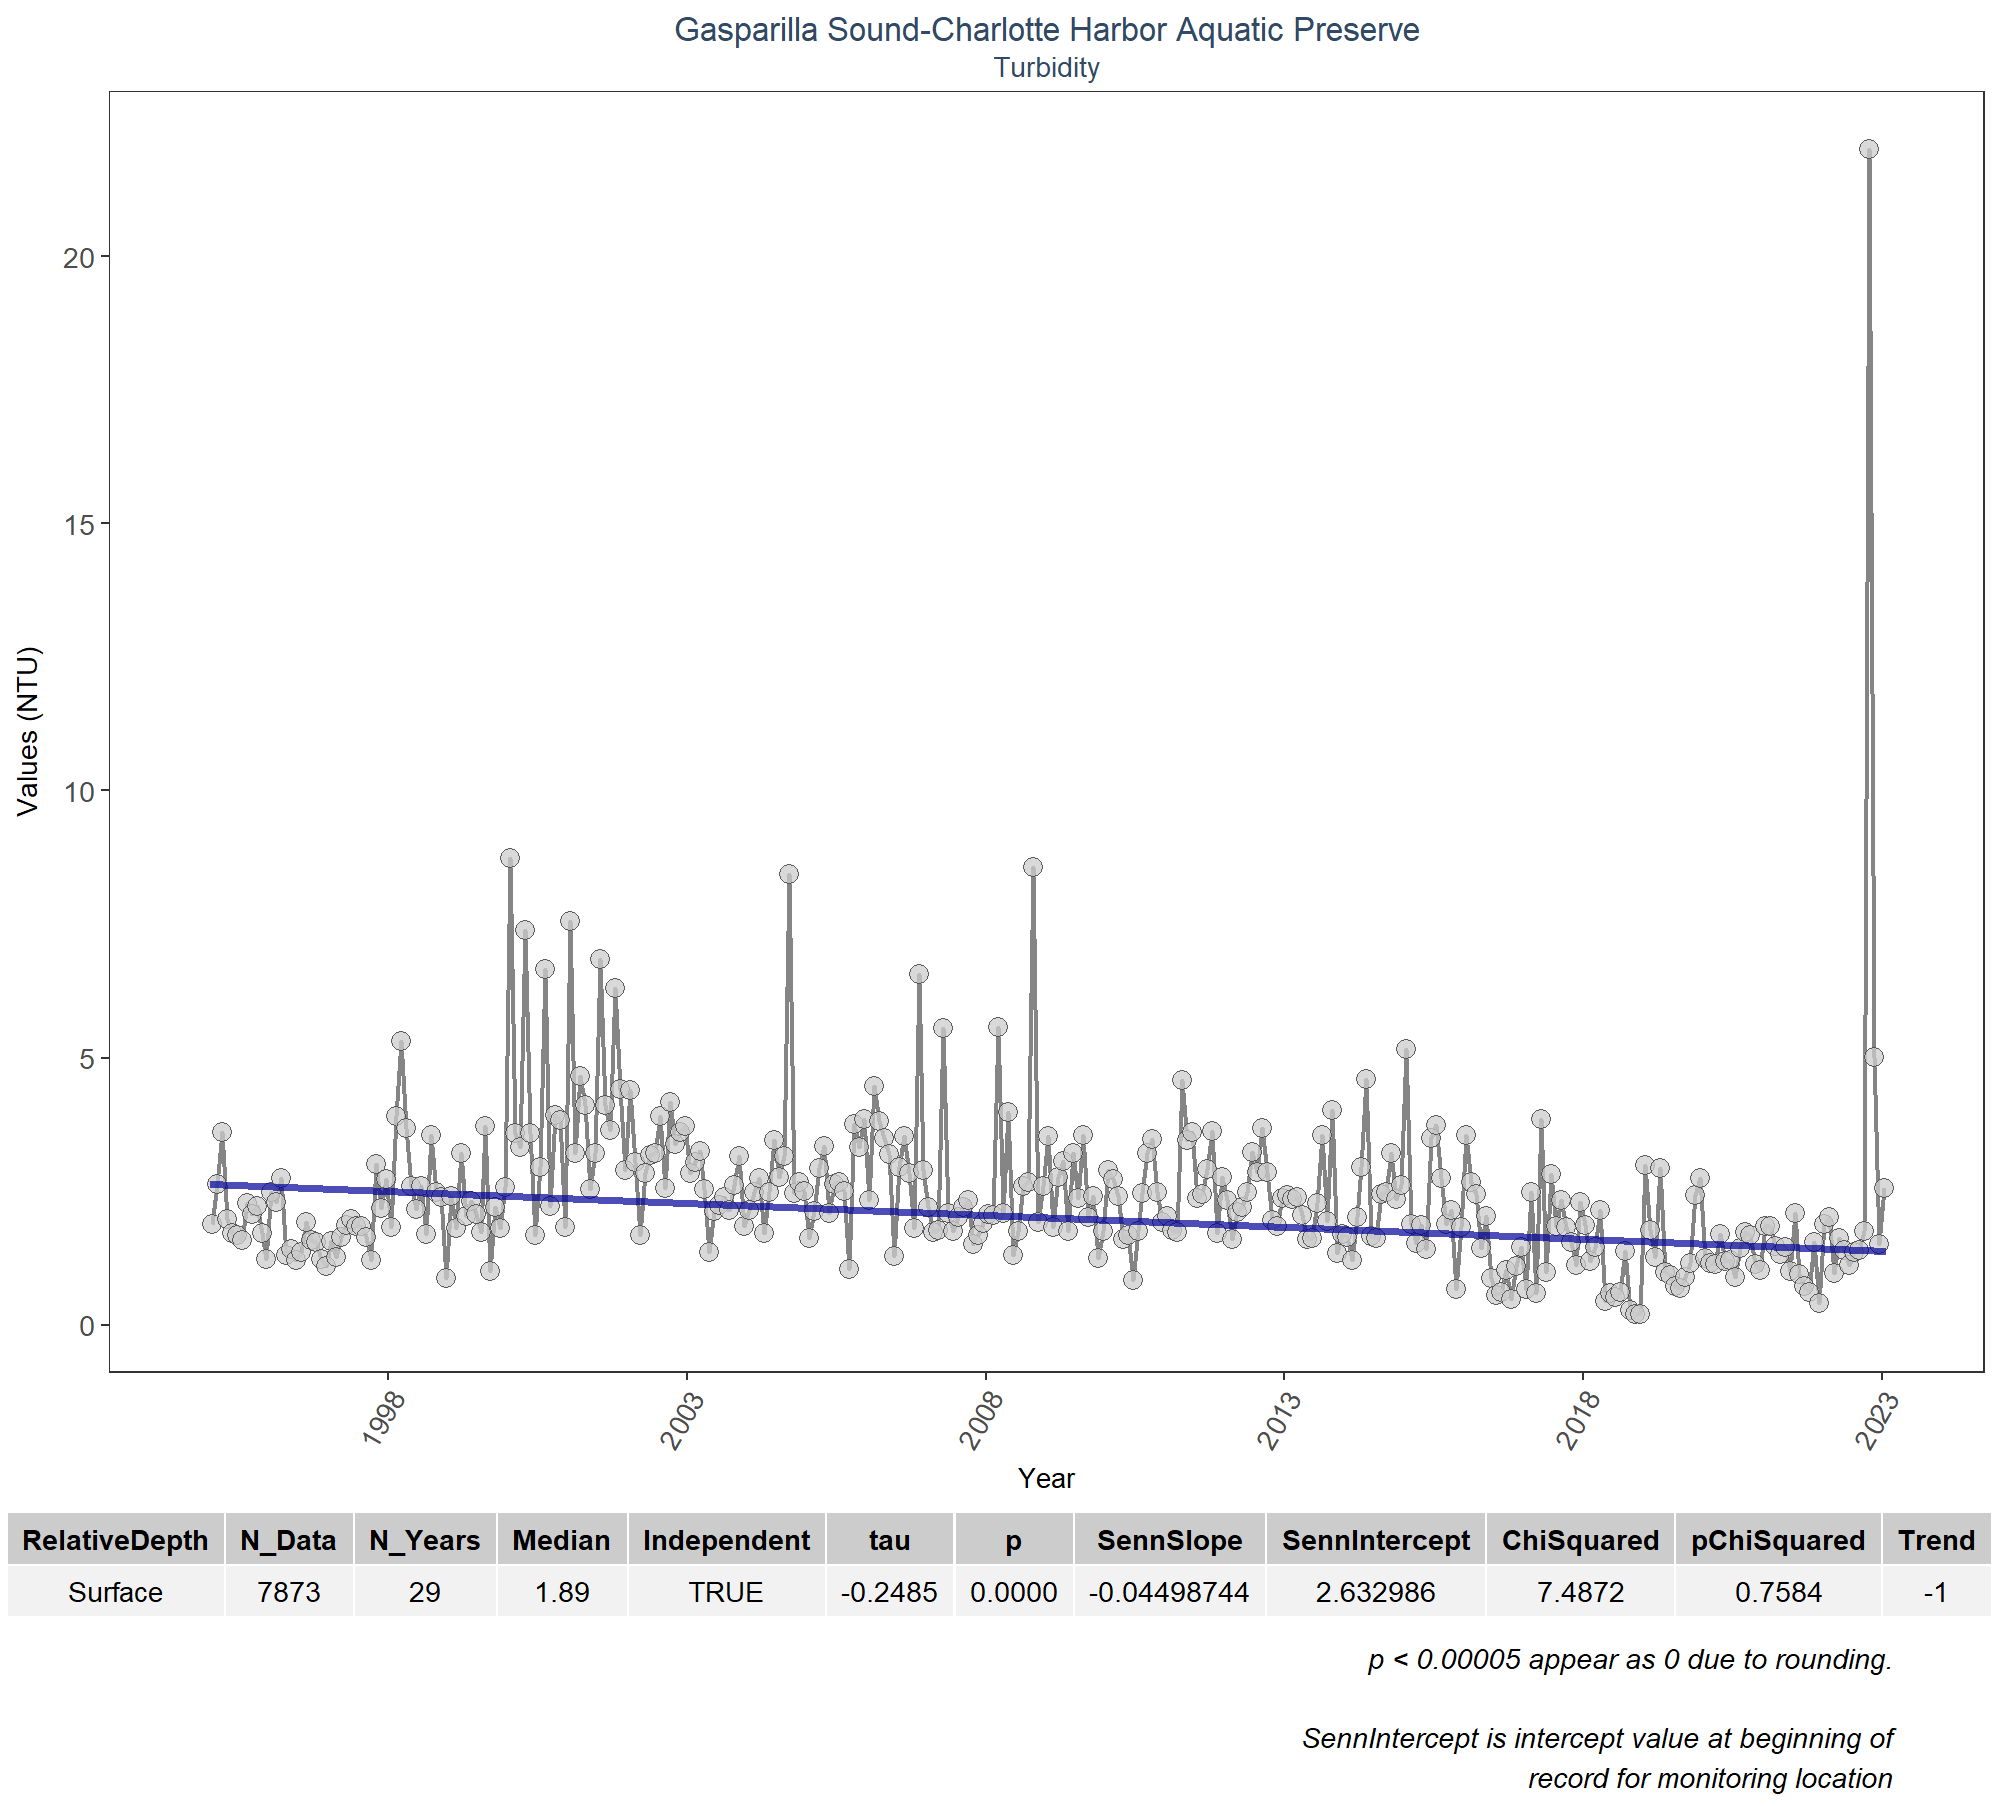 Gasparilla Sound-Charlotte Harbor Aquatic Preserve
Turbidity
Values (NTU)
20
15
10
5
0
1998 2003 2008 2013 2018 2023
Year
RelativeDepth N_Data N_Years Median Independent tau p SennSlope SennIntercept ChiSquared pChiSquared Trend
Surface 7873 29 1.89 TRUE -0.2485 0.0000 -0.04498744 2.632986 7.4872 0.7584 -1
p < 0.00005 appear as 0 due to rounding.
SennIntercept is intercept value at beginning of
record for monitoring location